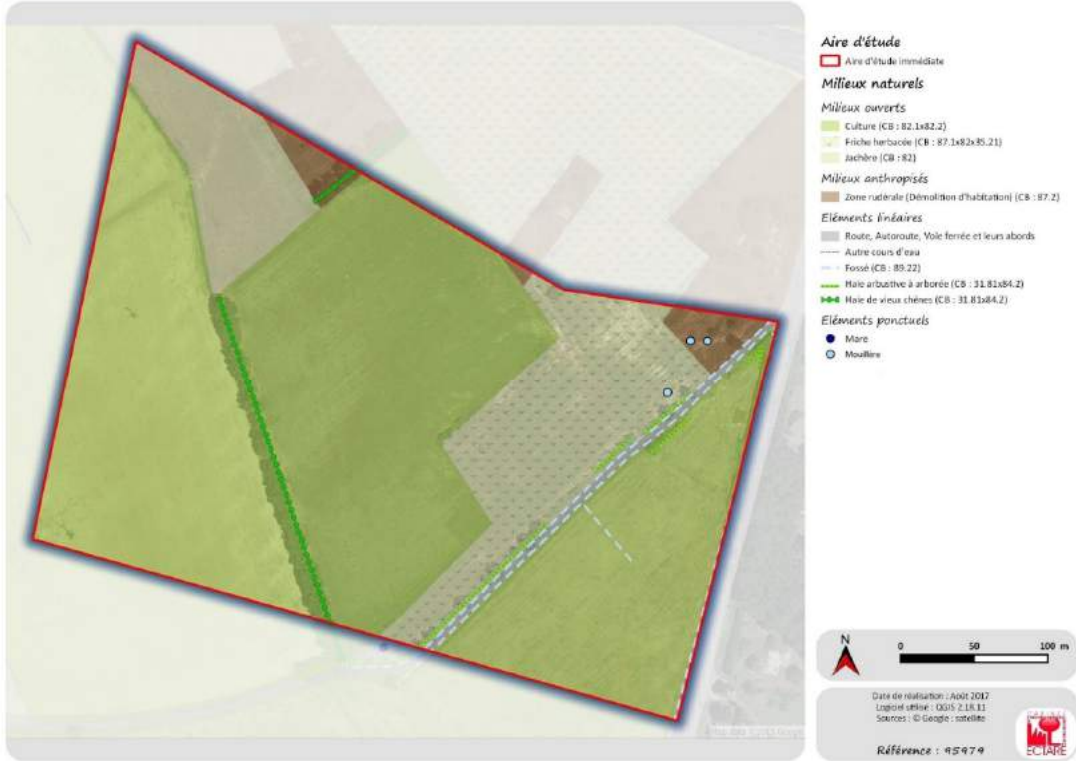 Aire d'étude
Aire d'étude immédiate
Milieux naturels
Milieux ouverts
Culture (CB : 82.1x82.2)
Friche herbacée (CB : 87.1x82x35.21)
Jachère (CB : 82)
Milieux anthropisés
Zone rudérale (Démolition d'habitation) (CB : 87.2)
Eléments linéaires
Route, Autoroute, Voie ferrée et leurs abords
Autre cours d'eau
Fossé (CB : 89.22)
Haie arbustive à arborée (CB : 31.81x84.2)
Haie de vieux chênes (CB : 31.81x84.2)
Eléments ponctuels
Mare
Mouillère
N
0 50 100 m
Date de réalisation : Août 2017
Logiciel utilisé : QGIS 2.18.11
Sources : © Google : satellite
Référence : 95979
CABINET
ECTARE